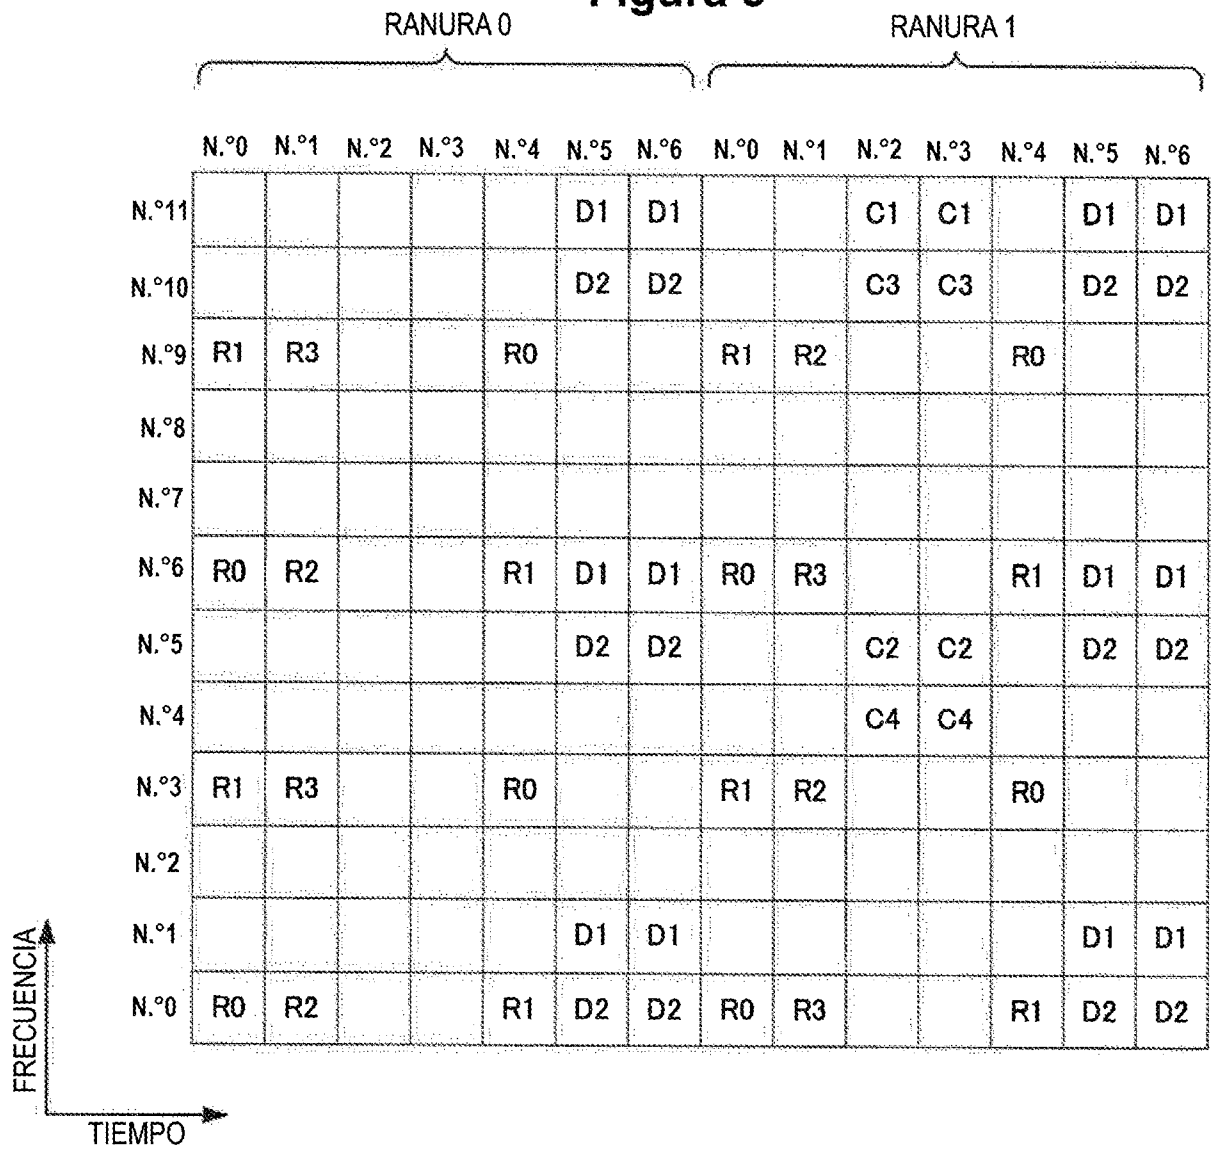 RANURA 0 RANURA 1
N.°0 N.°1 N.°2 N.°3 N.°4 N.°5 N.°6 N.°0 N.°1 N.°2 N.°3 N.°4 N.°5 N.°6
N.°11 D1 D1 C1 C1 D1 D1
N.°10 D2 D2 C3 C3 D2 D2
N.°9 R1 R3 R0 R1 R2 R0
N.°8
N.°7
N.°6 R0 R2 R1 D1 D1 R0 R3 R1 D1 D1
N.°5 D2 D2 C2 C2 D2 D2
N.°4 C4 C4
N.°3 R1 R3 R0 R1 R2 R0
N.°2
N.°1 D1 D1 D1 D1
N.°0 R0 R2 R1 D2 D2 R0 R3 R1 D2 D2
FRECUENCIA
TIEMPO